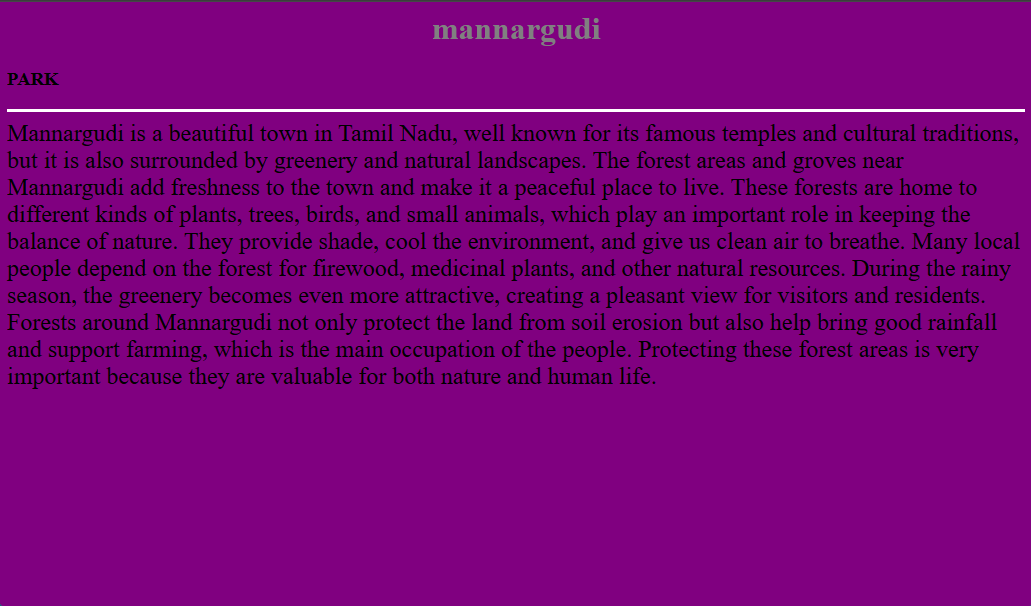 mannargudi
PARK
Mannargudi is a beautiful town in Tamil Nadu, well known for its famous temples and cultural traditions,
but it is also surrounded by greenery and natural landscapes. The forest areas and groves near
Mannargudi add freshness to the town and make it a peaceful place to live. These forests are home to
different kinds of plants, trees, birds, and small animals, which play an important role in keeping the
balance of nature. They provide shade, cool the environment, and give us clean air to breathe. Many local
people depend on the forest for firewood, medicinal plants, and other natural resources. During the rainy
season, the greenery becomes even more attractive, creating a pleasant view for visitors and residents.
Forests around Mannargudi not only protect the land from soil erosion but also help bring good rainfall
and support farming, which is the main occupation of the people. Protecting these forest areas is very
important because they are valuable for both nature and human life.